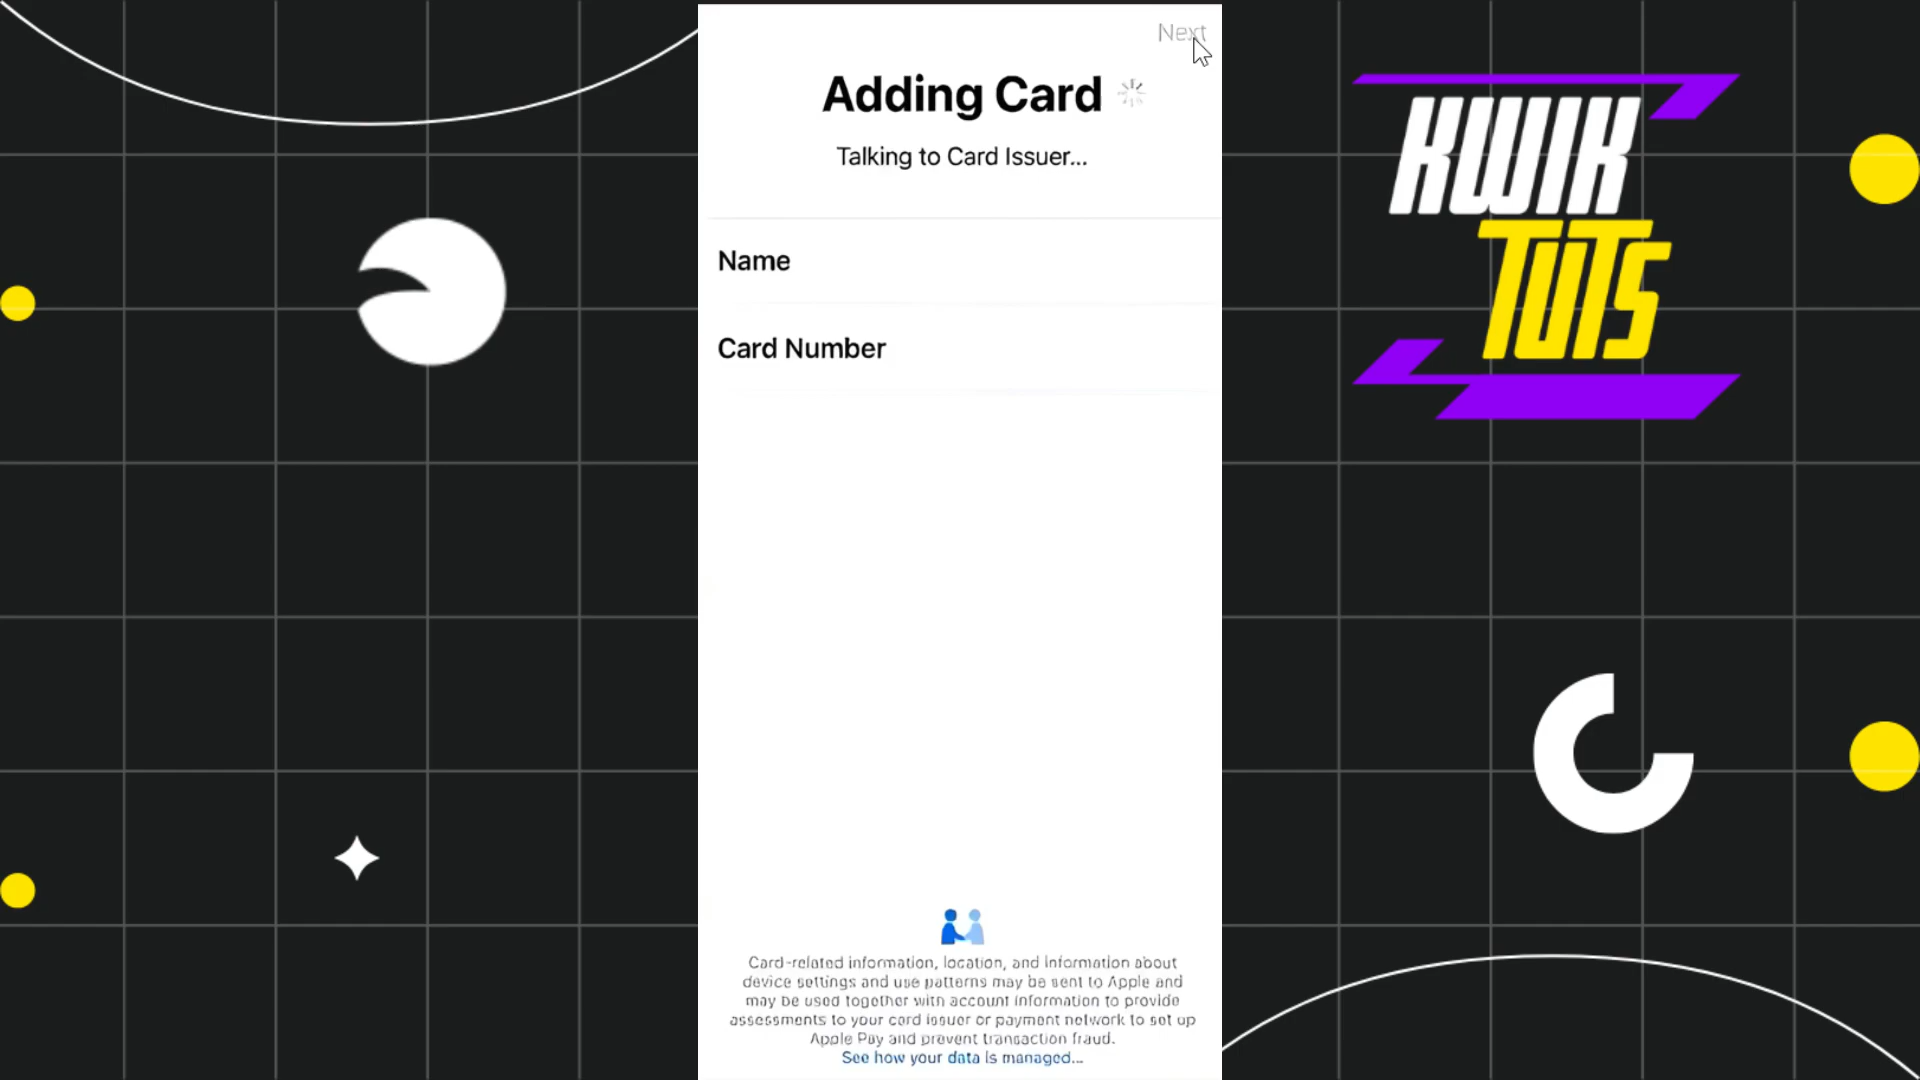 Next
Adding Card
Talking to Card Issuer...
Name
Card Number
KWIK
TUTS
Card-related information, location, and information about
device settings and use patterns may be sent to Apple and
may be used together with account information to provide
assessments to your card issuer or payment network to set up
Apple Pay and prevent transaction fraud.
See how your data is managed...